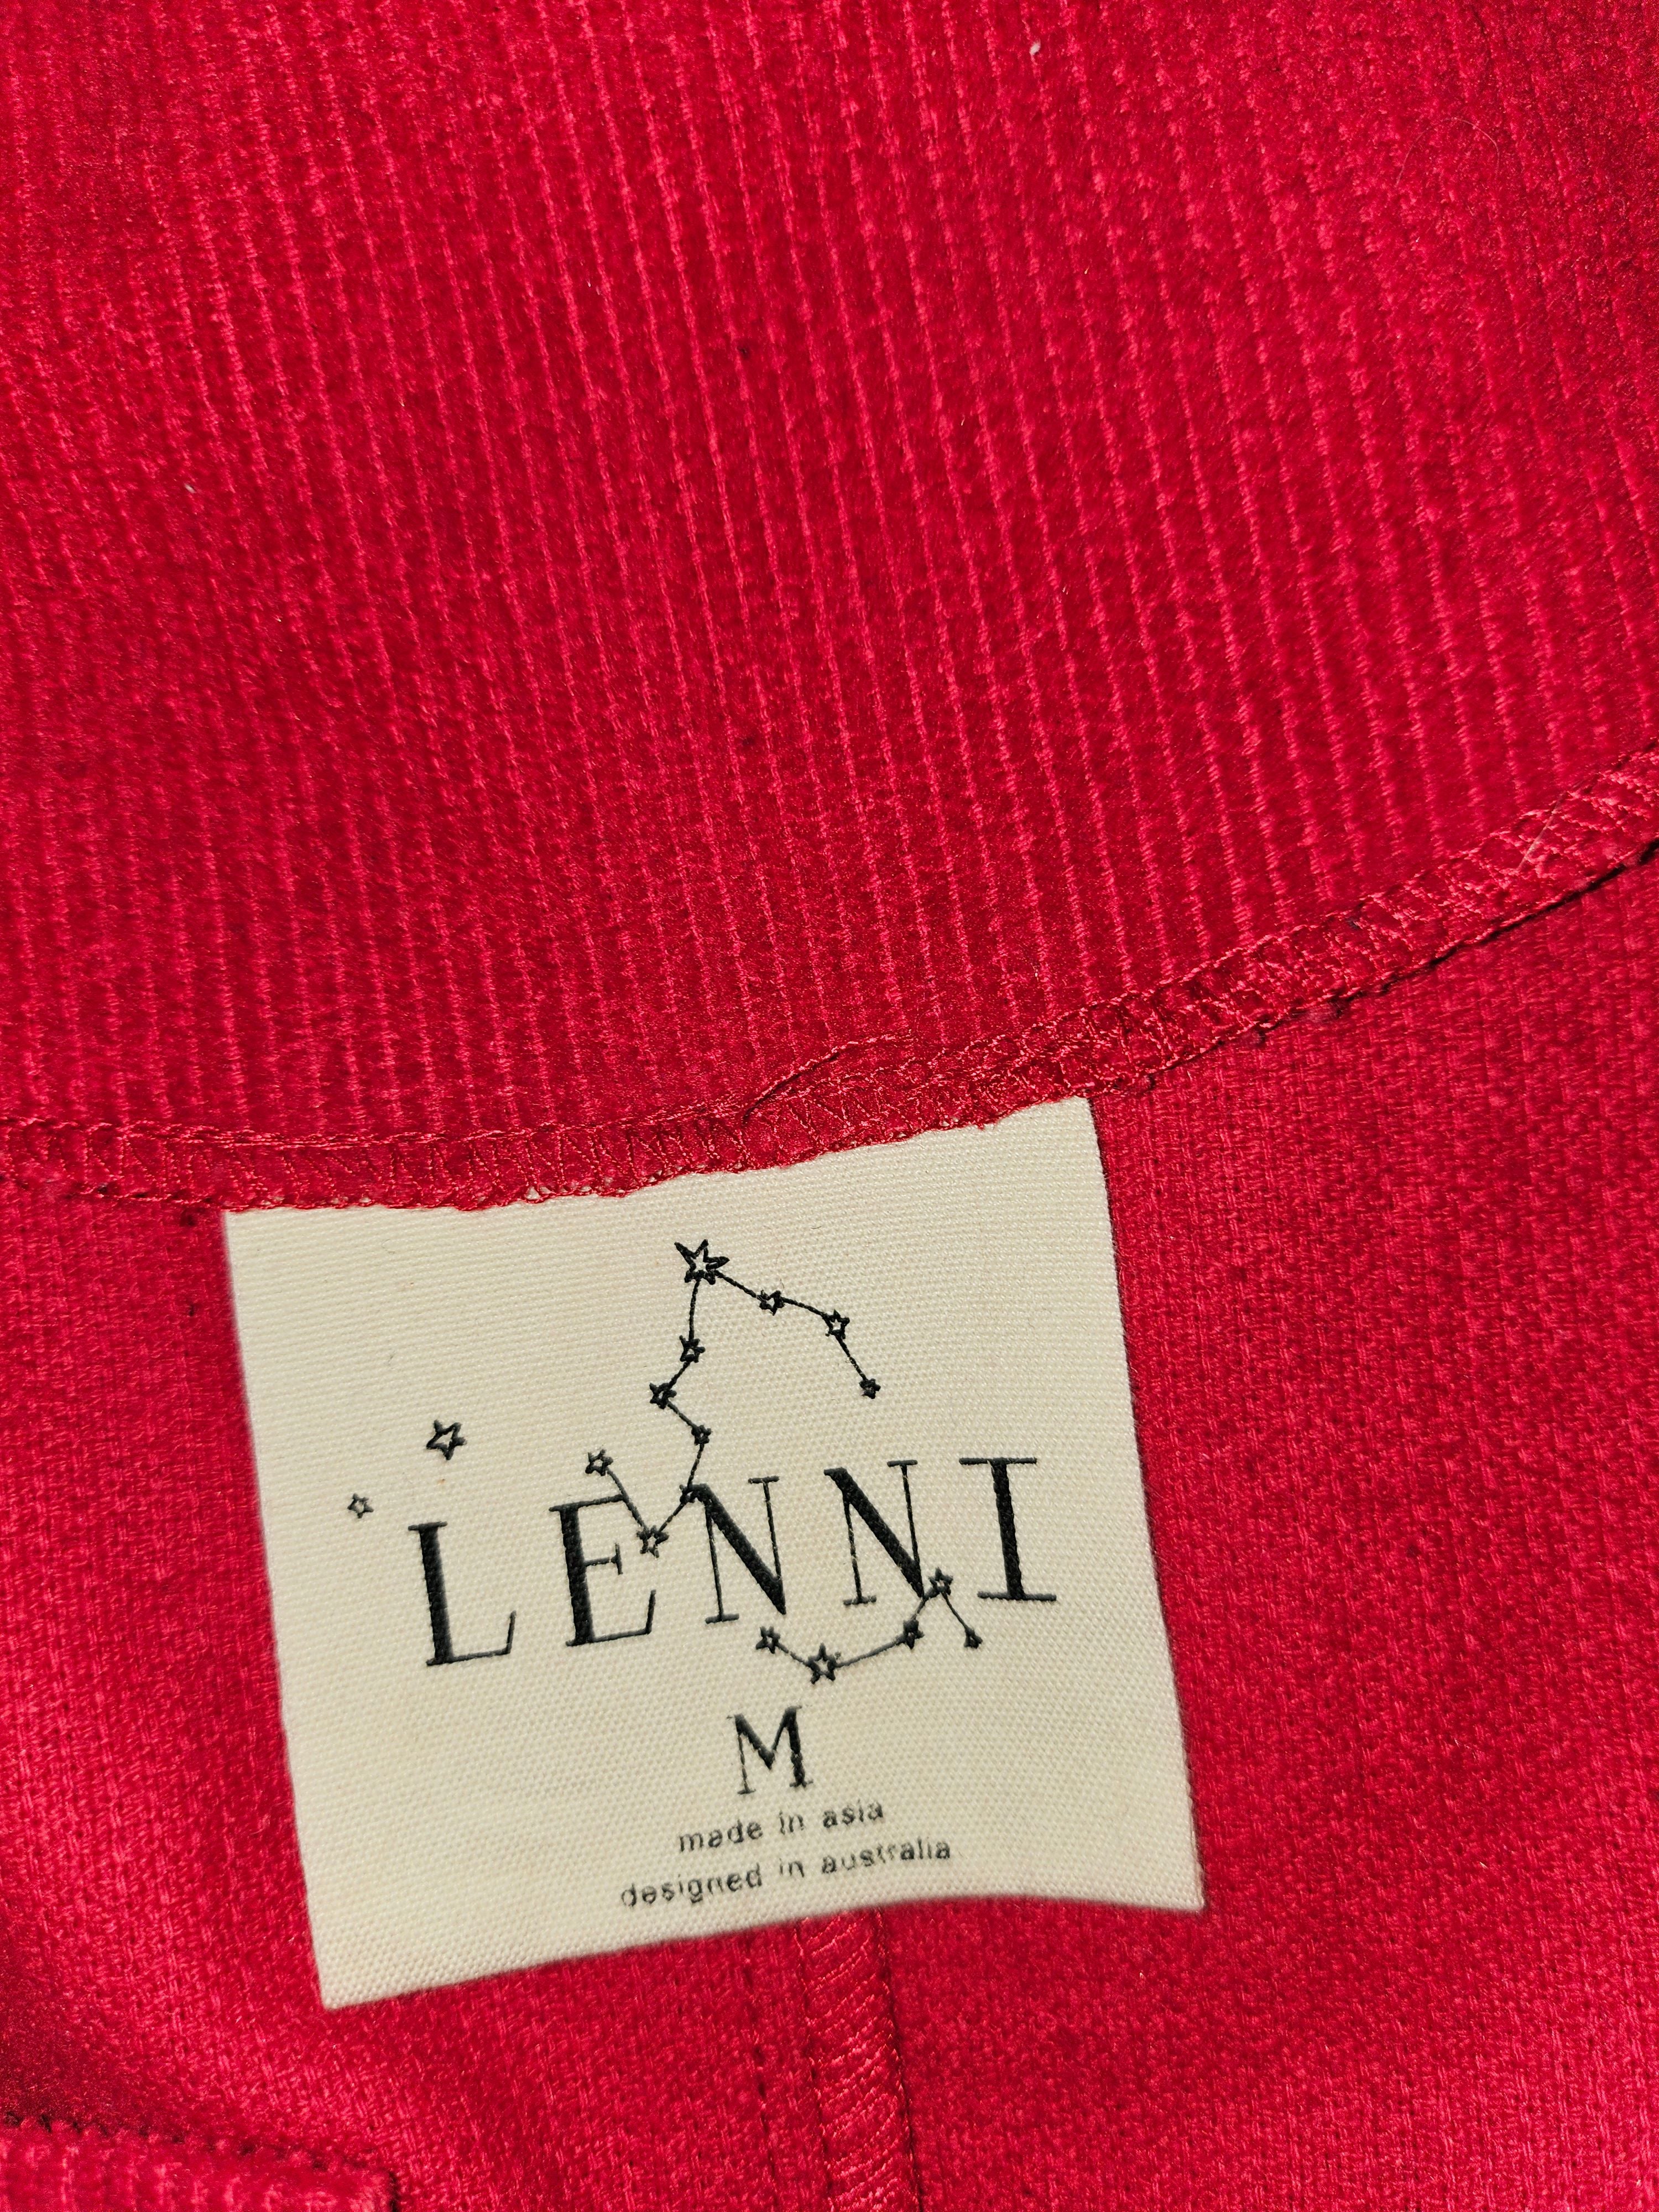 LENNI
M
made in asia
designed in australia